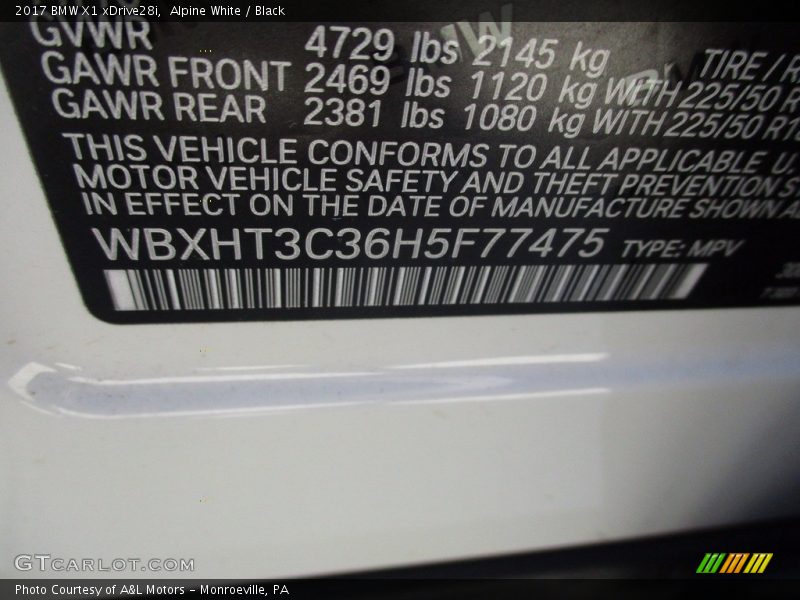 2017 BMW X1 xDrive28i, Alpine White / Black
GVWR 4729 lbs 2145 kg TIRE / R
GAWR FRONT 2469 lbs 1120 kg WITH 225/50 R
GAWR REAR 2381 lbs 1080 kg WITH 225/50 R18
THIS VEHICLE CONFORMS TO ALL APPLICABLE U.
MOTOR VEHICLE SAFETY AND THEFT PREVENTION S
IN EFFECT ON THE DATE OF MANUFACTURE SHOWN A
WBXHT3C36H5F77475 TYPE: MPV
GTCARLOT.COM
Photo Courtesy of A&L Motors - Monroeville, PA